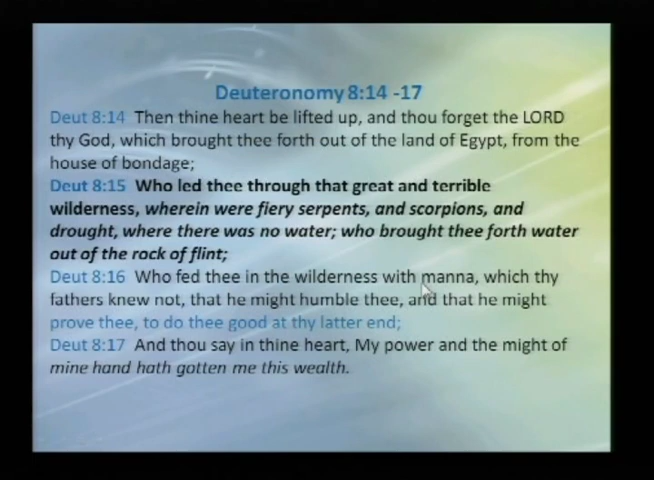 Deuteronomy 8:14 -17
Deut 8:14 Then thine heart be lifted up, and thou forget the LORD
thy God, which brought thee forth out of the land of Egypt, from the
house of bondage;
Deut 8:15 Who led thee through that great and terrible
wilderness, wherein were fiery serpents, and scorpions, and
drought, where there was no water; who brought thee forth water
out of the rock of flint;
Deut 8:16 Who fed thee in the wilderness with manna, which thy
fathers knew not, that he might humble thee, and that he might
prove thee, to do thee good at thy latter end;
Deut 8:17 And thou say in thine heart, My power and the might of
mine hand hath gotten me this wealth.